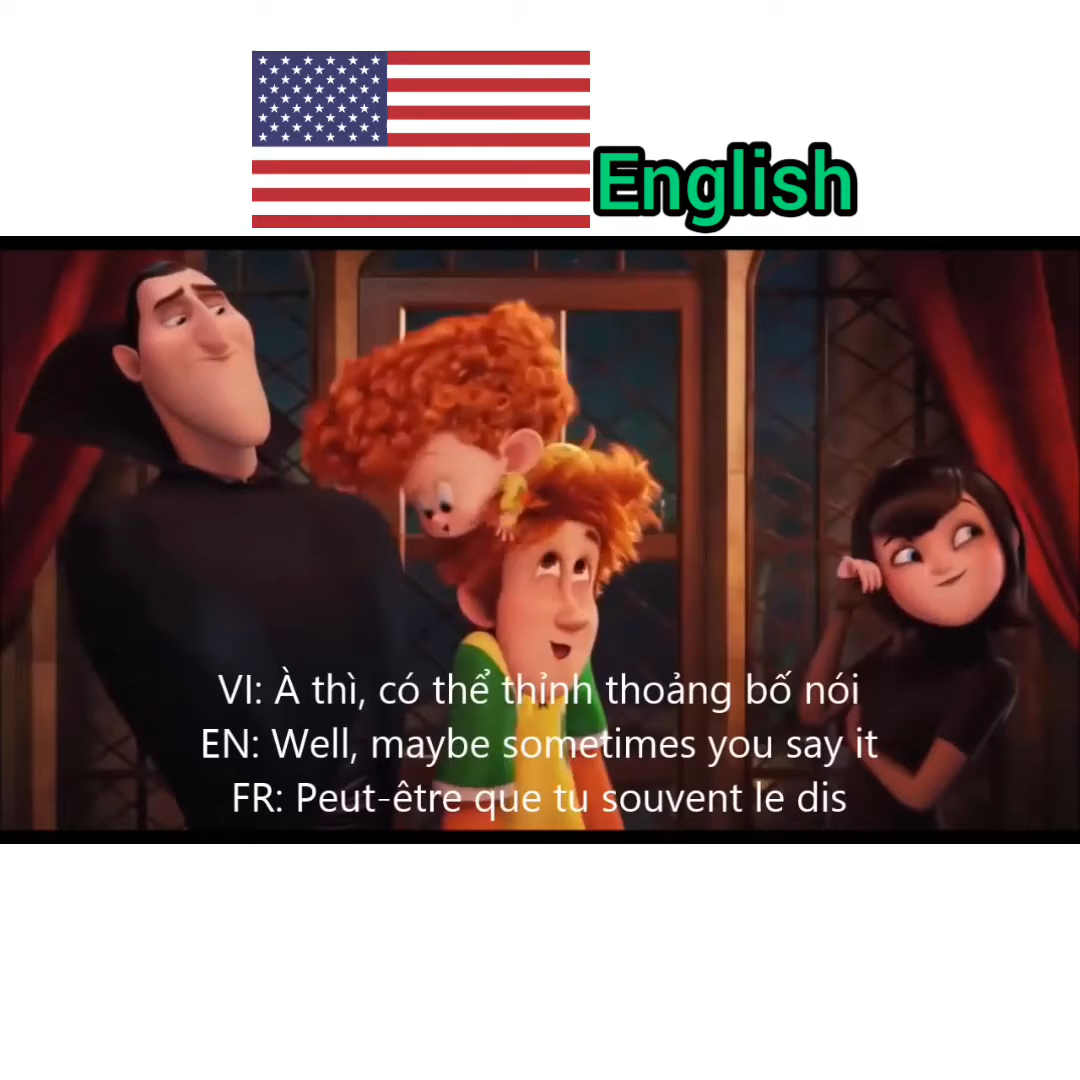 English
VI: À thì, có thể thỉnh thoảng bố nói
EN: Well, maybe sometimes you say it
FR: Peut-être que tu souvent le dis